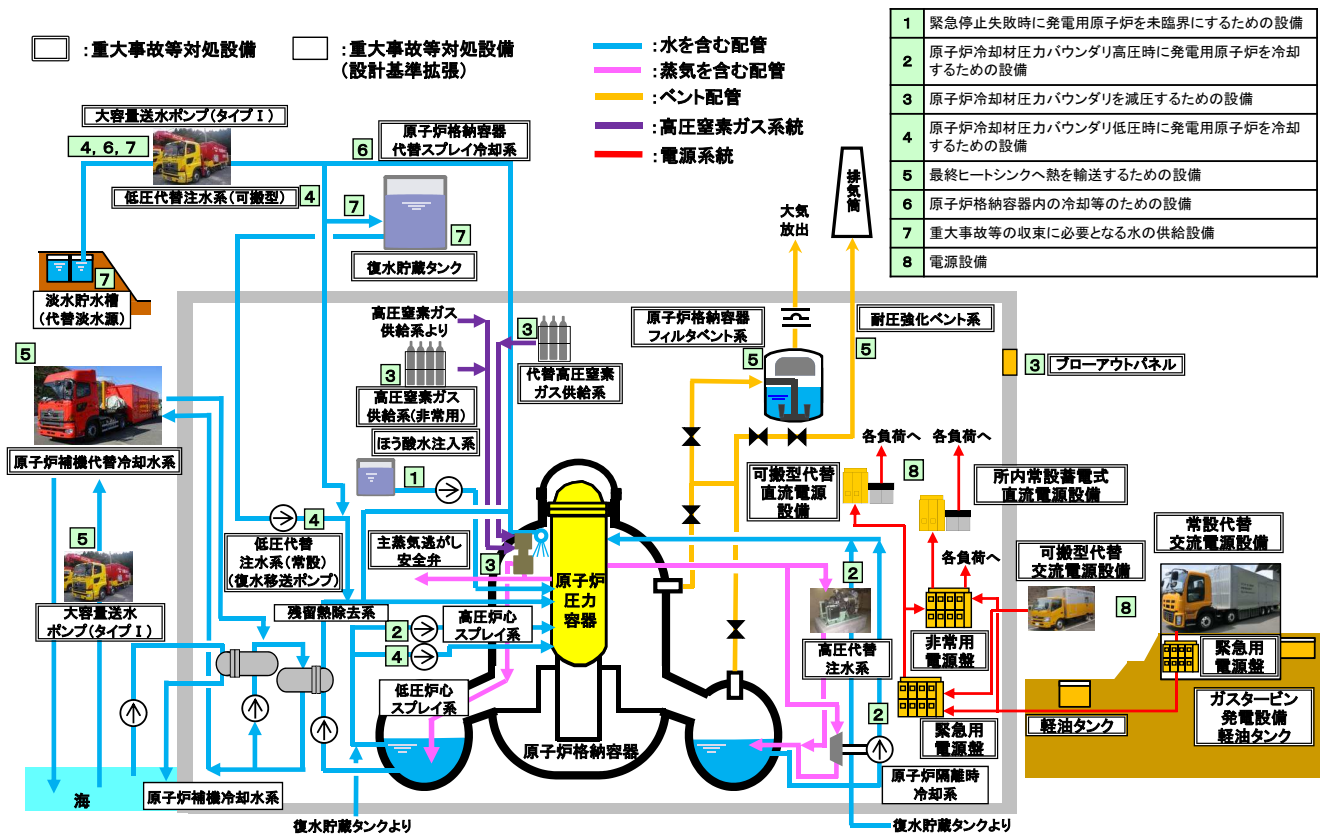 ：重大事故等対処設備
：重大事故等対処設備
（設計基準拡張）
：水を含む配管
：蒸気を含む配管
：ベント配管
：高圧窒素ガス系統
：電源系統
1 緊急停止失敗時に発電用原子炉を未臨界にするための設備
2 原子炉冷却材圧力バウンダリ高圧時に発電用原子炉を冷却
するための設備
3 原子炉冷却材圧力バウンダリを減圧するための設備
4 原子炉冷却材圧力バウンダリ低圧時に発電用原子炉を冷却
するための設備
5 最終ヒートシンクへ熱を輸送するための設備
6 原子炉格納容器内の冷却等のための設備
7 重大事故等の収束に必要となる水の供給設備
8 電源設備
大容量送水ポンプ（タイプⅠ）
4, 6, 7
低圧代替注水系（可搬型）
4
6
原子炉格納容器
代替スプレイ冷却系
7
7
復水貯蔵タンク
7
淡水貯水槽
（代替淡水源）
排気筒
大気
放出
高圧窒素ガス
供給系より
3
高圧窒素ガス
供給系（非常用）
3
代替高圧窒素
ガス供給系
原子炉格納容器
フィルタベント系
5
耐圧強化ベント系
5
3
ブローアウトパネル
5
原子炉補機代替冷却水系
ほう酸水注入系
1
4
低圧代替
注水系（常設）
（復水移送ポンプ）
主蒸気逃がし
安全弁
3
原子炉
圧力
容器
5
大容量送水
ポンプ（タイプⅠ）
残留熱除去系
2
高圧炉心
スプレイ系
4
低圧炉心
スプレイ系
原子炉格納容器
各負荷へ
各負荷へ
8
可搬型代替
直流電源
設備
所内常設蓄電式
直流電源設備
各負荷へ
2
高圧代替
注水系
2
原子炉隔離時
冷却系
非常用
電源盤
緊急用
電源盤
可搬型代替
交流電源設備
8
常設代替
交流電源設備
緊急用
電源盤
軽油タンク
ガスタービン
発電設備
軽油タンク
海
原子炉補機冷却水系
復水貯蔵タンクより
復水貯蔵タンクより